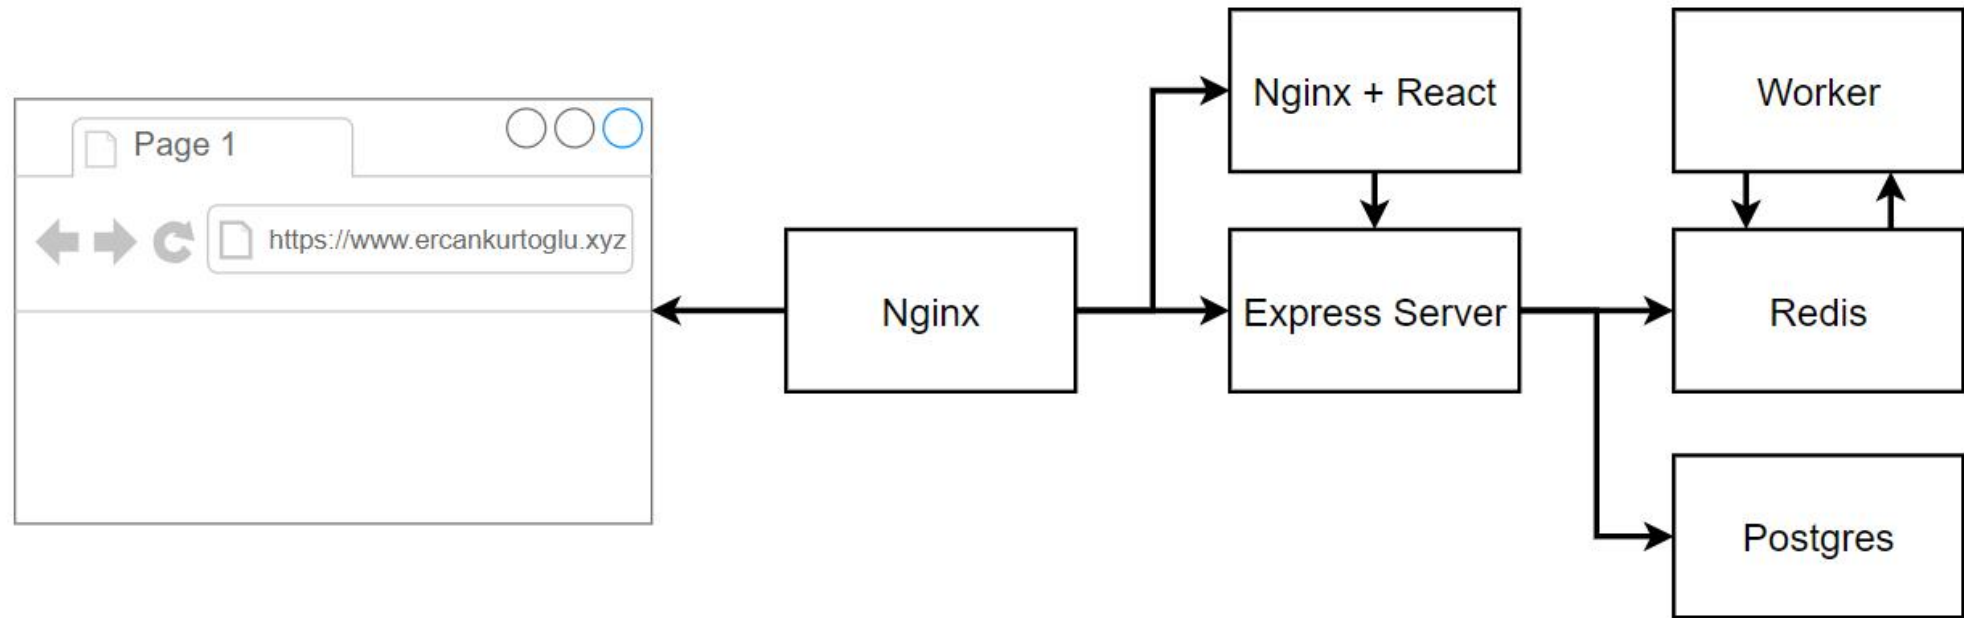 Page 1
https://www.ercankurtoglu.xyz
Nginx
Nginx + React
Express Server
Worker
Redis
Postgres